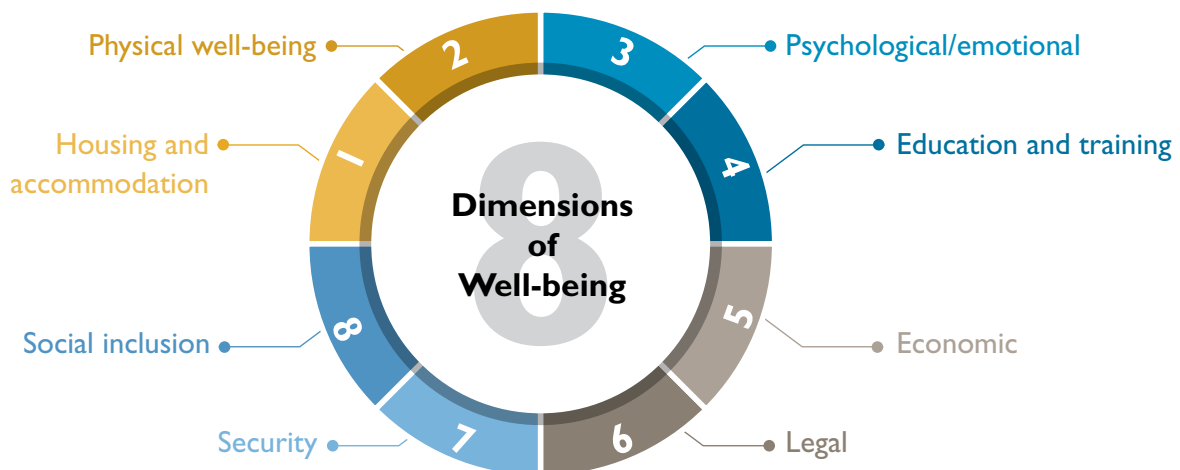 Physical well-being
2
3
Psychological/emotional
Housing and
accommodation
1
4
Education and training
8
Dimensions
of
Well-being
Social inclusion
8
5
Economic
Security
7
6
Legal